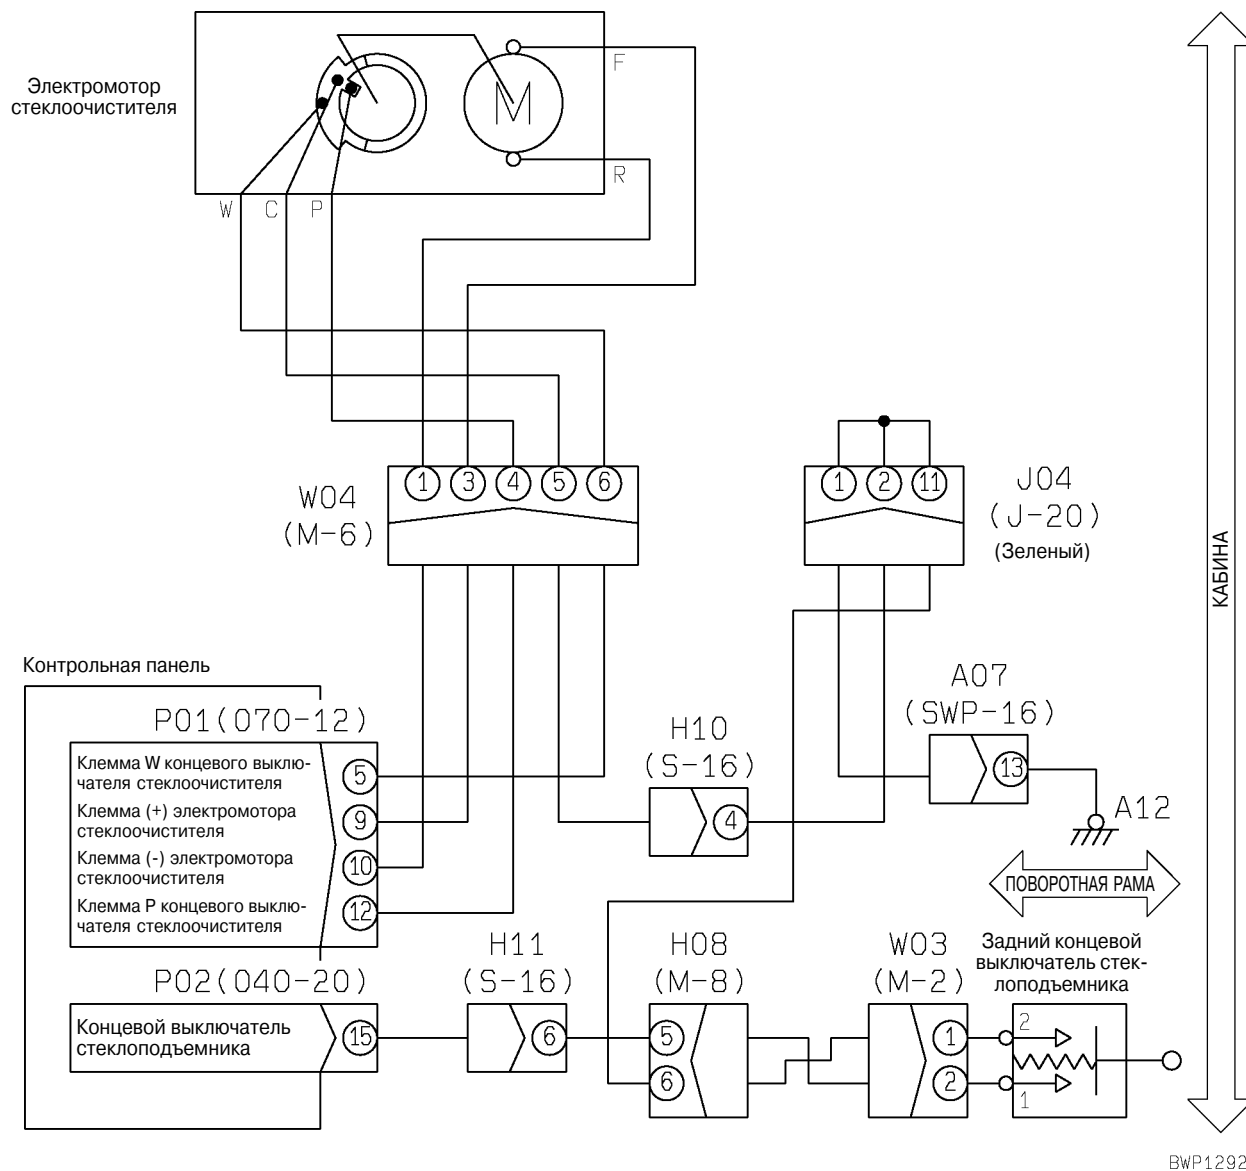 Электромотор
стеклоочистителя
M
F
R
W C P
1 3 4 5 6
W04
(M-6)
1 2 11
J04
(J-20)
(Зеленый)
КАБИНА
Контрольная панель
P01(070-12)
Клемма W концевого выклю-
чателя стеклоочистителя
5
Клемма (+) электромотора
стеклоочистителя
9
Клемма (-) электромотора
стеклоочистителя
10
Клемма P концевого выклю-
чателя стеклоочистителя
12
H10
(S-16)
4
A07
(SWP-16)
13
A12
ПОВОРОТНАЯ РАМА
P02(040-20)
Концевой выключатель
стеклоподъемника
15
H11
(S-16)
6
H08
(M-8)
5
6
W03
(M-2)
1
2
Задний концевой
выключатель стек-
лоподъемника
2
1
BWP1292